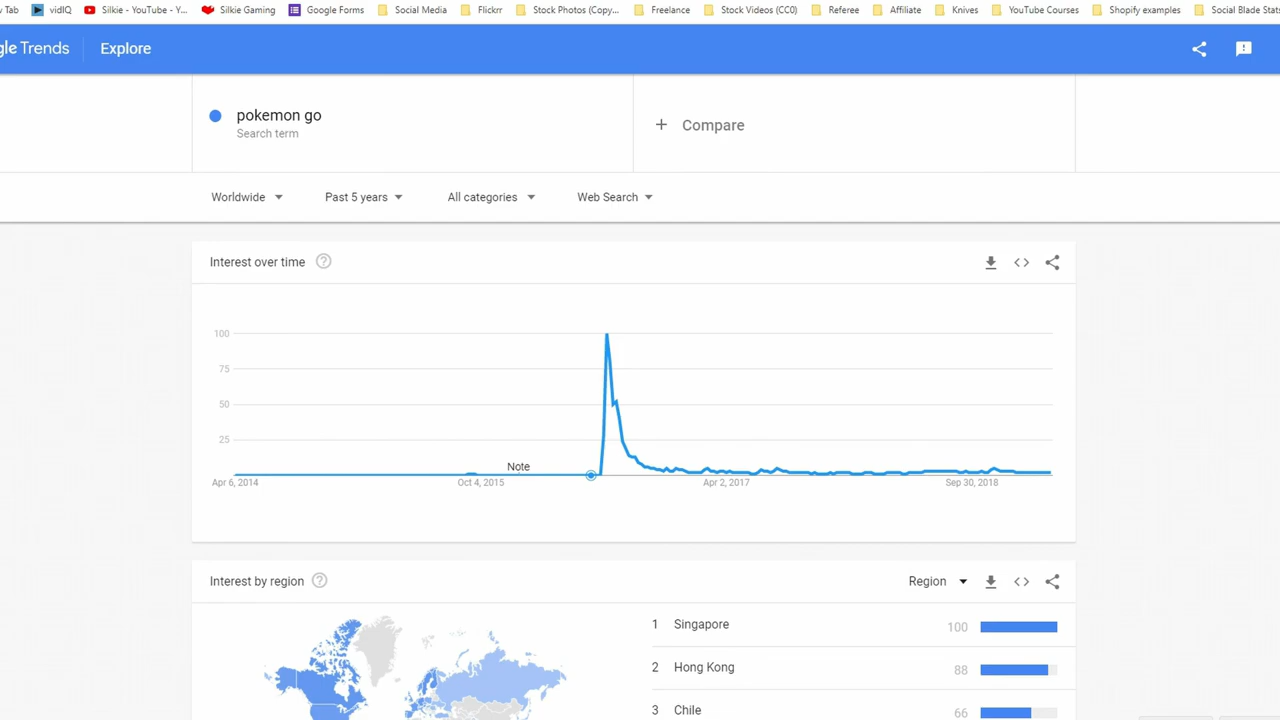 v Tab vidIQ Silkie - YouTube - Y... Silkie Gaming Google Forms Social Media Flickrr Stock Photos (Copy... Freelance Stock Videos (CC0) Referee Affiliate Knives YouTube Courses Shopify examples Social Blade Stats
gle Trends Explore
pokemon go
Search term
+ Compare
Worldwide Past 5 years All categories Web Search
Interest over time ?
100
75
50
25
Note
Apr 6, 2014 Oct 4, 2015 Apr 2, 2017 Sep 30, 2018
Interest by region ? Region
1 Singapore 100
2 Hong Kong 88
3 Chile 66